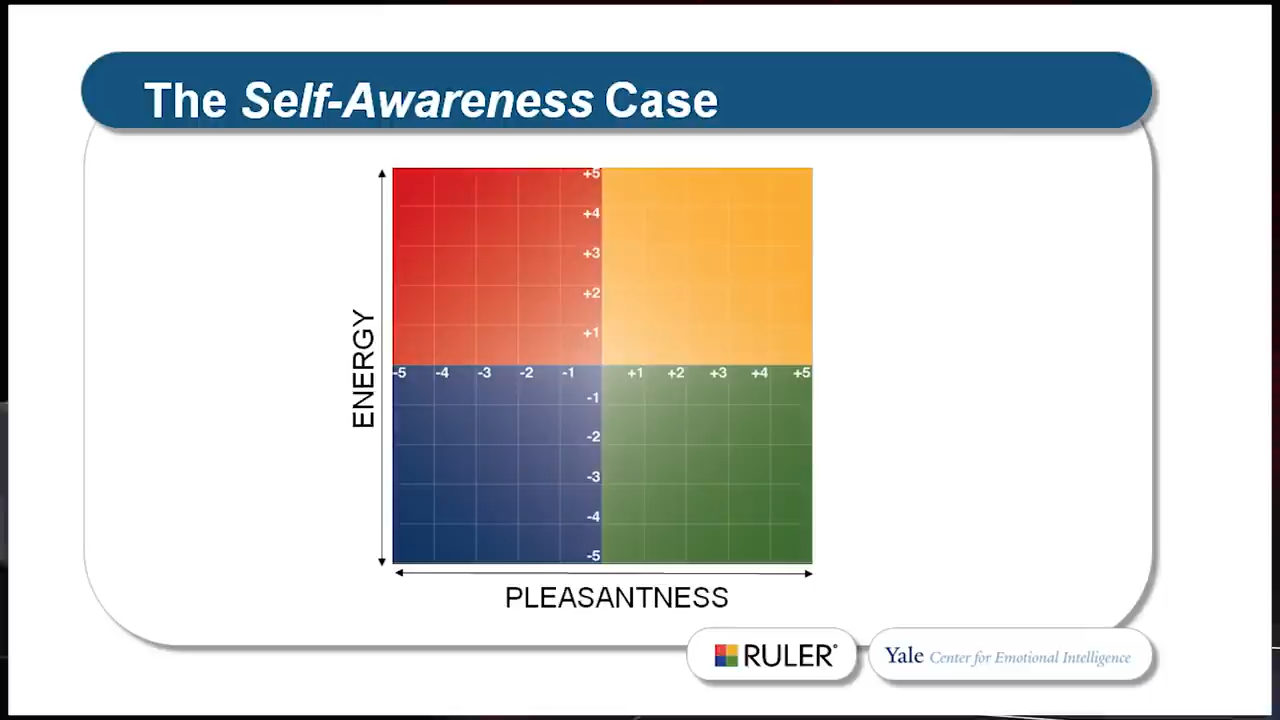 The Self-Awareness Case
+5
+4
+3
+2
+1
-5 -4 -3 -2 -1 +1 +2 +3 +4 +5
-1
-2
-3
-4
-5
ENERGY
PLEASANTNESS
RULER®
Yale Center for Emotional Intelligence